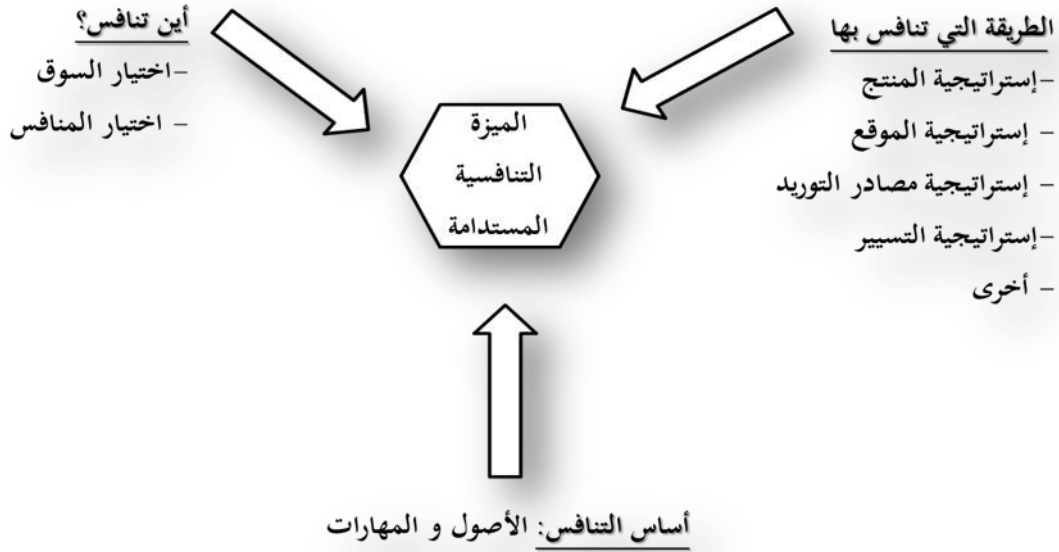 الطريقة التي تنافس بها
-إستراتيجية المنتج
- إستراتيجية الموقع
- إستراتيجية مصادر التوريد
-إستراتيجية التسيير
- أخرى
أين تنافس؟
-اختيار السوق
- اختيار المنافس
الميزة
التنافسية
المستدامة
أساس التنافس: الأصول و المهارات